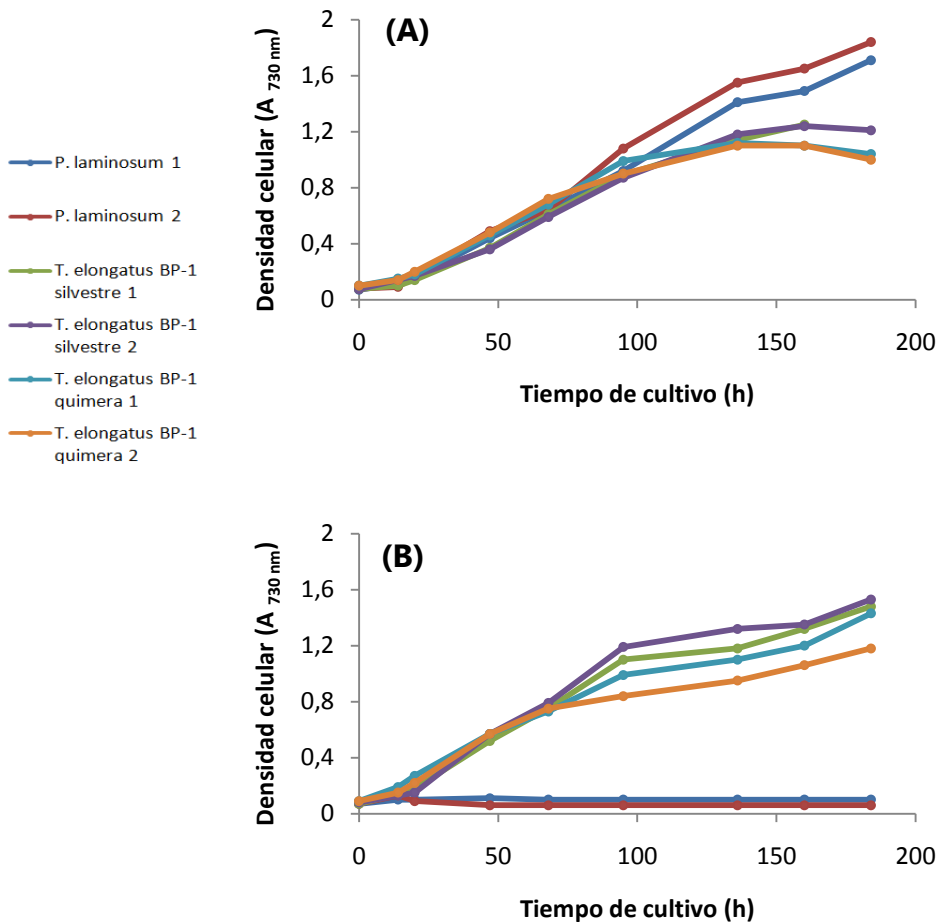 (A)
2
1,6
1,2
0,8
0,4
0
Densidad celular (A 730 nm)
0 50 100 150 200
Tiempo de cultivo (h)
P. laminosum 1
P. laminosum 2
T. elongatus BP-1
silvestre 1
T. elongatus BP-1
silvestre 2
T. elongatus BP-1
quimera 1
T. elongatus BP-1
quimera 2
(B)
2
1,6
1,2
0,8
0,4
0
Densidad celular (A 730 nm)
0 50 100 150 200
Tiempo de cultivo (h)